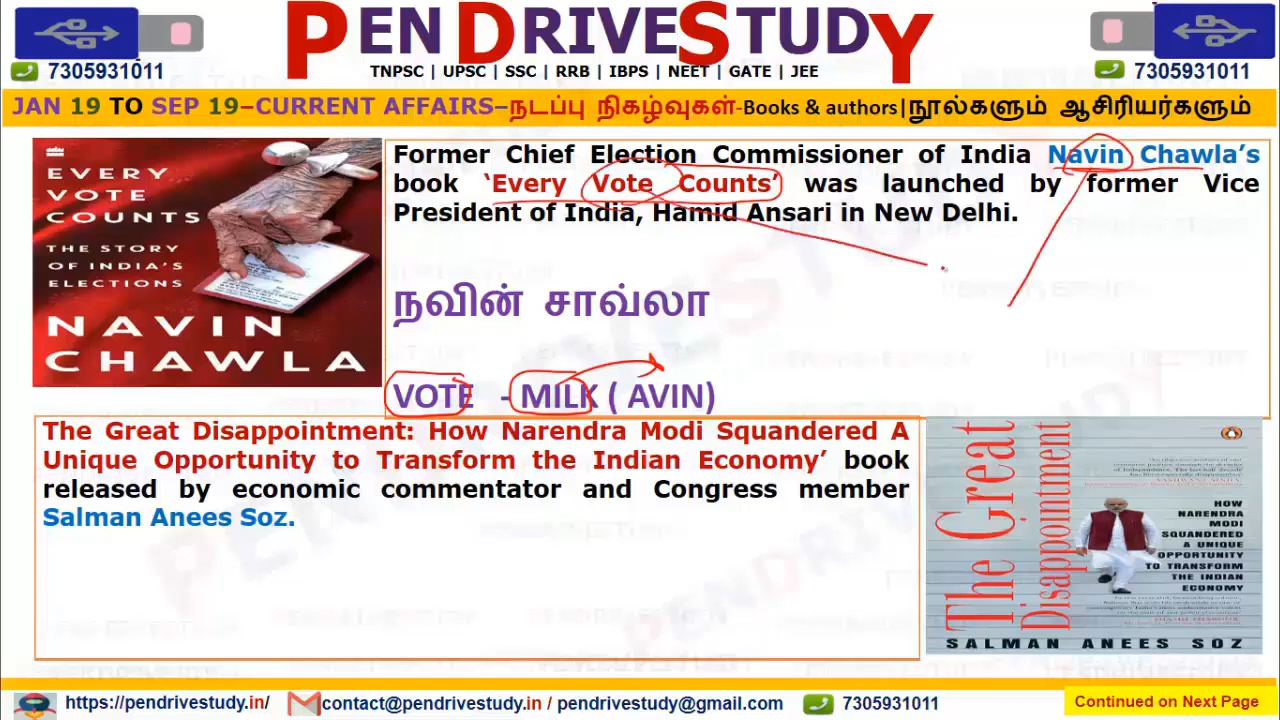 PENDRIVESTUDY
7305931011
TNPSC | UPSC | SSC | RRB | IBPS | NEET | GATE | JEE
7305931011
JAN 19 TO SEP 19–CURRENT AFFAIRS–நடப்பு நிகழ்வுகள்-Books & authors|நூல்களும் ஆசிரியர்களும்
EVERY
VOTE
COUNTS
THE STORY
OF INDIA'S
ELECTIONS
NAVIN
CHAWLA
Former Chief Election Commissioner of India Navin Chawla’s
book ‘Every Vote Counts’ was launched by former Vice
President of India, Hamid Ansari in New Delhi.
நவின் சாவ்லா
VOTE - MILK ( AVIN)
The Great Disappointment: How Narendra Modi Squandered A
Unique Opportunity to Transform the Indian Economy’ book
released by economic commentator and Congress member
Salman Anees Soz.
The Great
Disappointment
HOW
NARENDRA
MODI
SQUANDERED
A UNIQUE
OPPORTUNITY
TO TRANSFORM
THE INDIAN
ECONOMY
SALMAN ANEES SOZ
https://pendrivestudy.in/
contact@pendrivestudy.in / pendrivestudy@gmail.com
7305931011
Continued on Next Page